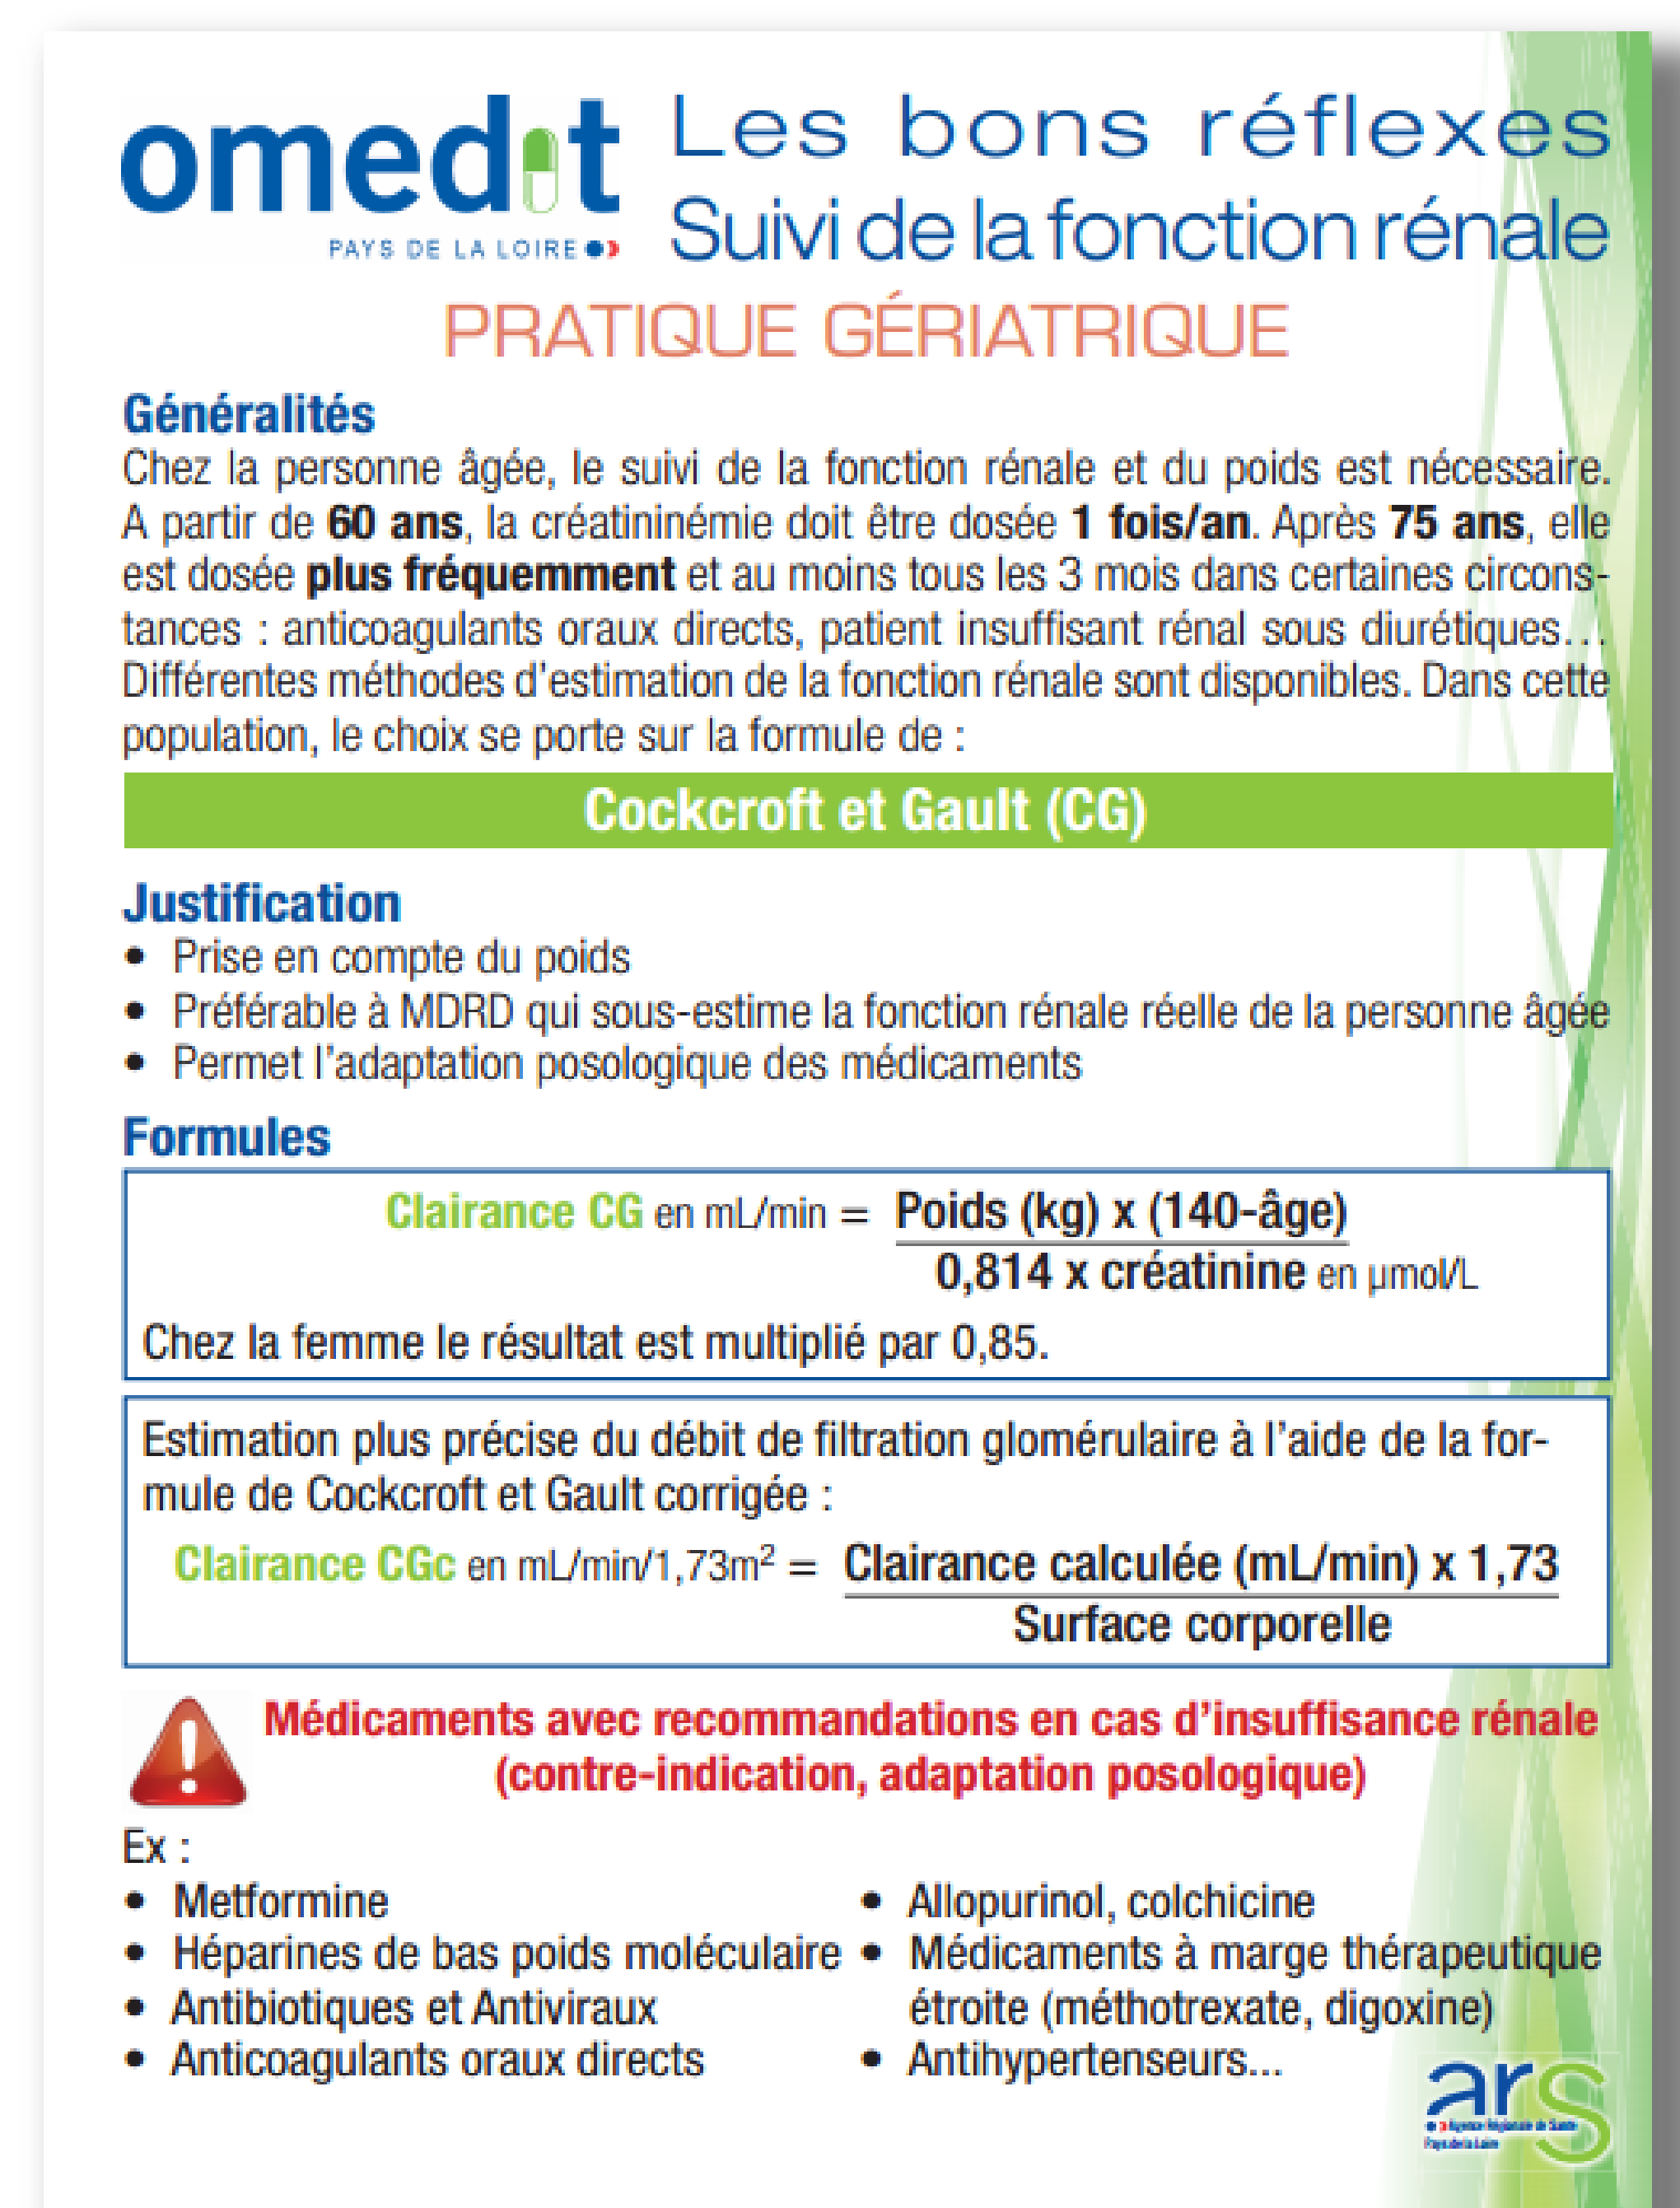 omedit
PAYS DE LA LOIRE
Les bons réflexes
Suivi de la fonction rénale
PRATIQUE GÉRIATRIQUE
Généralités
Chez la personne âgée, le suivi de la fonction rénale et du poids est nécessaire.
A partir de 60 ans, la créatininémie doit être dosée 1 fois/an. Après 75 ans, elle
est dosée plus fréquemment et au moins tous les 3 mois dans certaines circons-
tances : anticoagulants oraux directs, patient insuffisant rénal sous diurétiques...
Différentes méthodes d'estimation de la fonction rénale sont disponibles. Dans cette
population, le choix se porte sur la formule de :
Cockcroft et Gault (CG)
Justification
• Prise en compte du poids
• Préférable à MDRD qui sous-estime la fonction rénale réelle de la personne âgée
• Permet l'adaptation posologique des médicaments
Formules
Clairance CG en mL/min = Poids (kg) x (140-âge)
0,814 x créatinine en µmol/L
Chez la femme le résultat est multiplié par 0,85.
Estimation plus précise du débit de filtration glomérulaire à l'aide de la for-
mule de Cockcroft et Gault corrigée :
Clairance CGc en mL/min/1,73m² = Clairance calculée (mL/min) x 1,73
Surface corporelle
Médicaments avec recommandations en cas d'insuffisance rénale
(contre-indication, adaptation posologique)
Ex :
• Metformine
• Héparines de bas poids moléculaire
• Antibiotiques et Antiviraux
• Anticoagulants oraux directs
• Allopurinol, colchicine
• Médicaments à marge thérapeutique
étroite (méthotrexate, digoxine)
• Antihypertenseurs...
ars
Agence Régionale de Santé
Pays de la Loire